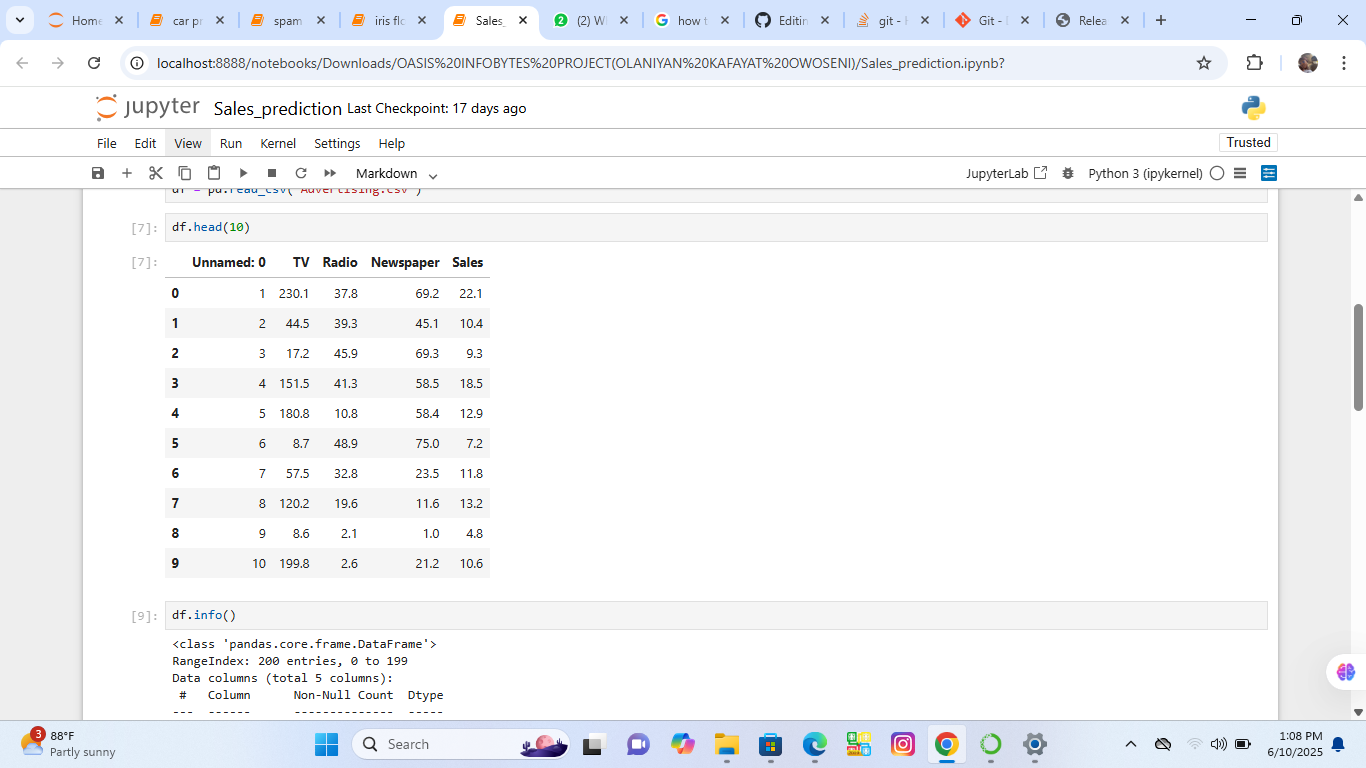 Home
car pr
spam
iris flo
Sales_
(2) W
how t
Editin
git - H
Git -
Relea
localhost:8888/notebooks/Downloads/OASIS%20INFOBYTES%20PROJECT(OLANIYAN%20KAFAYAT%20OWOSENI)/Sales_prediction.ipynb?
jupyter Sales_prediction Last Checkpoint: 17 days ago
File Edit View Run Kernel Settings Help Trusted
Markdown JupyterLab Python 3 (ipykernel)
df = pd.read_csv("Advertising.csv")
[7]: df.head(10)
[7]: Unnamed: 0 TV Radio Newspaper Sales
0 1 230.1 37.8 69.2 22.1
1 2 44.5 39.3 45.1 10.4
2 3 17.2 45.9 69.3 9.3
3 4 151.5 41.3 58.5 18.5
4 5 180.8 10.8 58.4 12.9
5 6 8.7 48.9 75.0 7.2
6 7 57.5 32.8 23.5 11.8
7 8 120.2 19.6 11.6 13.2
8 9 8.6 2.1 1.0 4.8
9 10 199.8 2.6 21.2 10.6
[9]: df.info()
<class 'pandas.core.frame.DataFrame'>
RangeIndex: 200 entries, 0 to 199
Data columns (total 5 columns):
# Column Non-Null Count Dtype
--- ------ -------------- -----
3 88°F
Partly sunny
Search
1:08 PM
6/10/2025